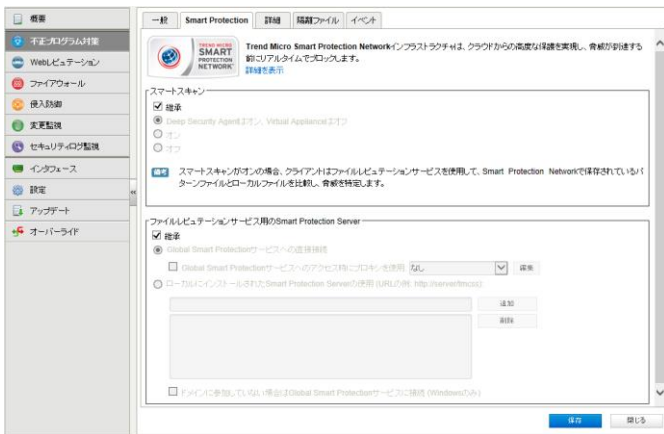 概要
不正プログラム対策
Webレピュテーション
ファイアウォール
侵入防御
変更監視
セキュリティログ監視
インタフェース
設定
アップデート
オーバーライド
一般
Smart Protection
詳細
隔離ファイル
イベント
TREND MICRO
SMART
PROTECTION
NETWORK
Trend Micro Smart Protection Networkインフラストラクチャは、クラウドからの高度な保護を実現し、脅威が到達する
前にリアルタイムでブロックします。
詳細を表示
スマートスキャン
継承
Deep Security Agentはオン、Virtual Applianceはオフ
オン
オフ
備考 スマートスキャンがオンの場合、クライアントはファイルレピュテーションサービスを使用して、Smart Protection Networkで保存されているパ
ターンファイルとローカルファイルを比較し、脅威を特定します。
ファイルレピュテーションサービス用のSmart Protection Server
継承
Global Smart Protectionサービスへの直接接続
Global Smart Protectionサービスへのアクセス時にプロキシを使用: なし 編集
ローカルにインストールされたSmart Protection Serverの使用 (URLの例: http://server/tmcss):
追加
削除
ドメインに参加していない場合はGlobal Smart Protectionサービスに接続 (Windowsのみ)
保存
閉じる